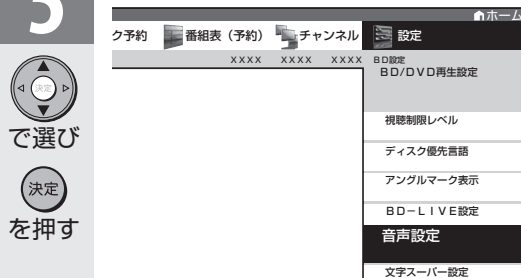 3
決定
で選び
決定
を押す
ホーム
ク予約 番組表（予約） チャンネル 設定
XXXX XXXX XXXX
BD設定
BD/DVD再生設定
視聴制限レベル
ディスク優先言語
アングルマーク表示
BD-LIVE設定
音声設定
文字スーパー設定